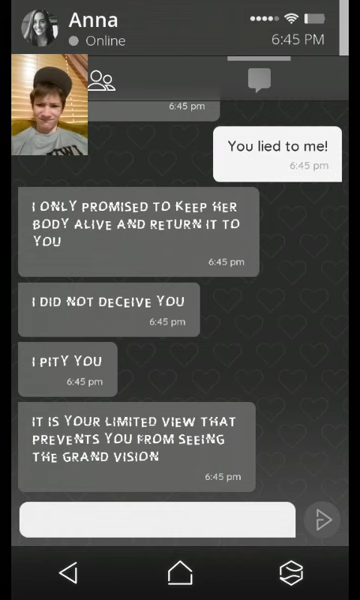 Anna
Online
6:45 PM
6:45 pm
You lied to me!
6:45 pm
I ONLY PROMISED TO KEEP HER
BODY ALIVE AND RETURN IT TO
YOU
6:45 pm
I DID NOT DECEIVE YOU
6:45 pm
I PITY YOU
6:45 pm
IT IS YOUR LIMITED VIEW THAT
PREVENTS YOU FROM SEEING
THE GRAND VISION
6:45 pm